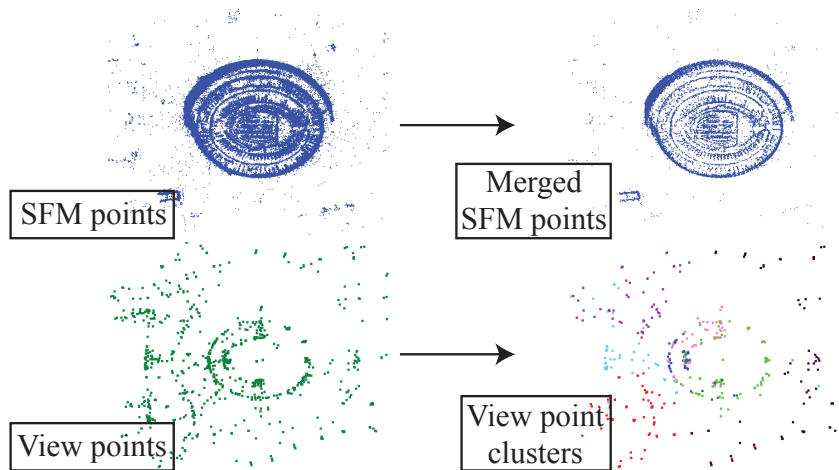 SFM points
Merged
SFM points
View points
View point
clusters